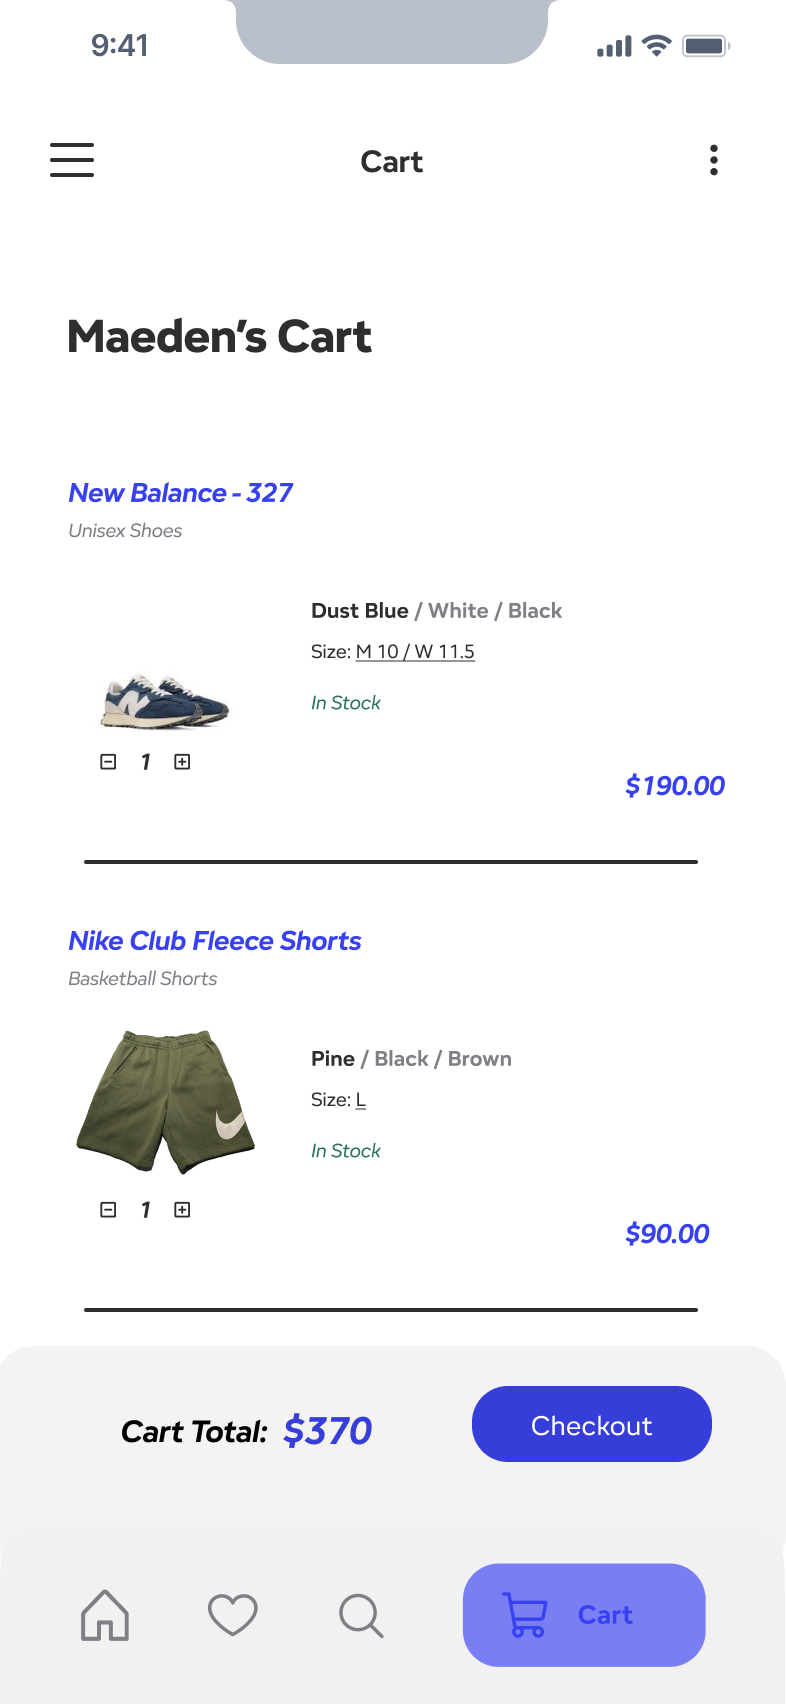 9:41
Cart
Maeden’s Cart
New Balance - 327
Unisex Shoes
Dust Blue / White / Black
Size: M 10 / W 11.5
In Stock
1
$190.00
Nike Club Fleece Shorts
Basketball Shorts
Pine / Black / Brown
Size: L
In Stock
1
$90.00
Cart Total: $370
Checkout
Cart